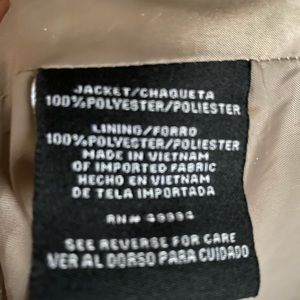 JACKET/CHAQUETA
100%POLYESTER/POLIESTER
LINING/FORRO
100%POLYESTER/POLIESTER
MADE IN VIETNAM
OF IMPORTED FABRIC
HECHO EN VIETNAM
DE TELA IMPORTADA
RN#
SEE REVERSE FOR CARE
VER AL DORSO PARA CUIDADO